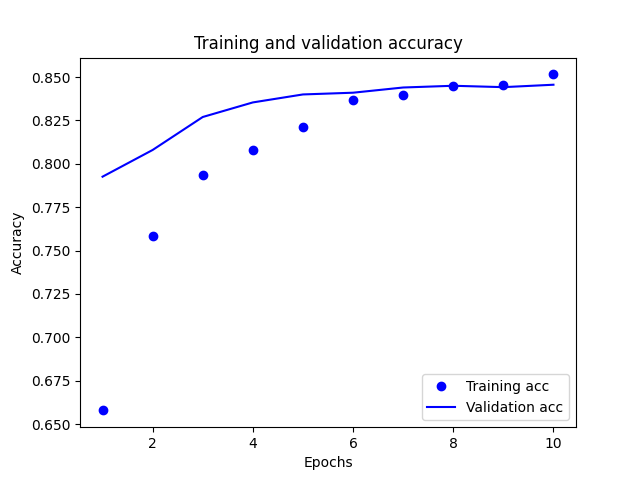 Training and validation accuracy
0.850
0.825
0.800
0.775
0.750
0.725
0.700
0.675
0.650
Accuracy
Training acc
Validation acc
2 4 6 8 10
Epochs